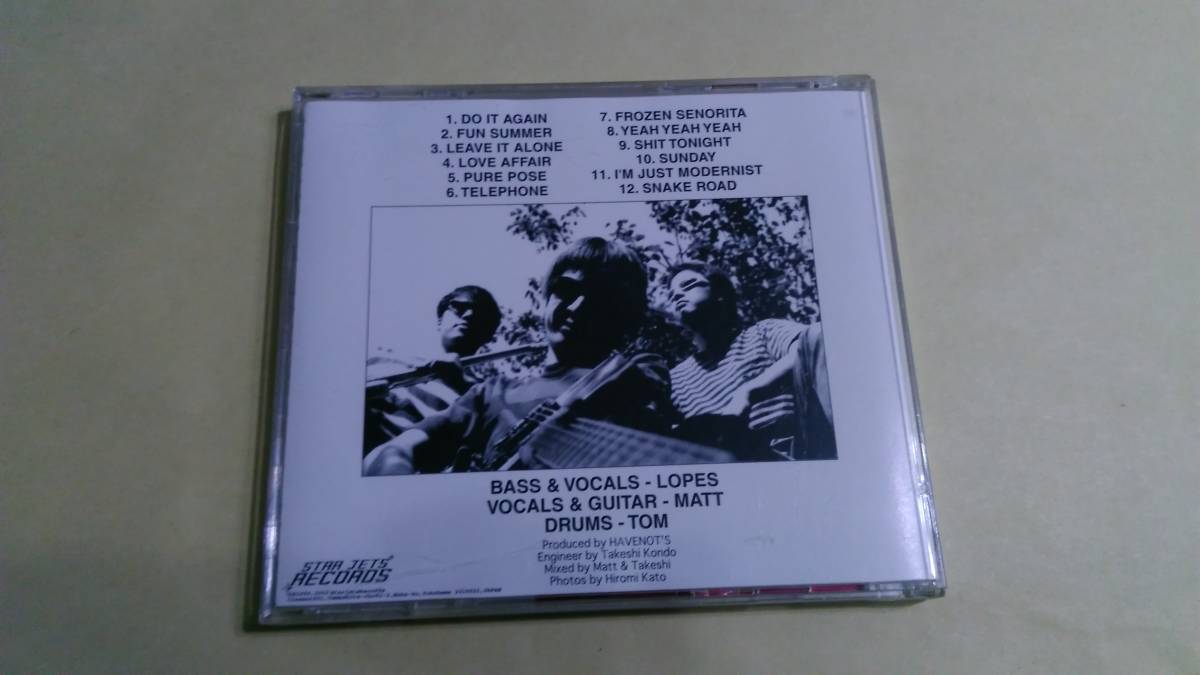 1. DO IT AGAIN
2. FUN SUMMER
3. LEAVE IT ALONE
4. LOVE AFFAIR
5. PURE POSE
6. TELEPHONE
7. FROZEN SENORITA
8. YEAH YEAH YEAH
9. SHIT TONIGHT
10. SUNDAY
11. I'M JUST MODERNIST
12. SNAKE ROAD
BASS & VOCALS - LOPES
VOCALS & GUITAR - MATT
DRUMS - TOM
Produced by HAVENOT'S
Engineer by Takeshi Kondo
Mixed by Matt & Takeshi
Photos by Hiromi Kato
STAR JETS
RECORDS